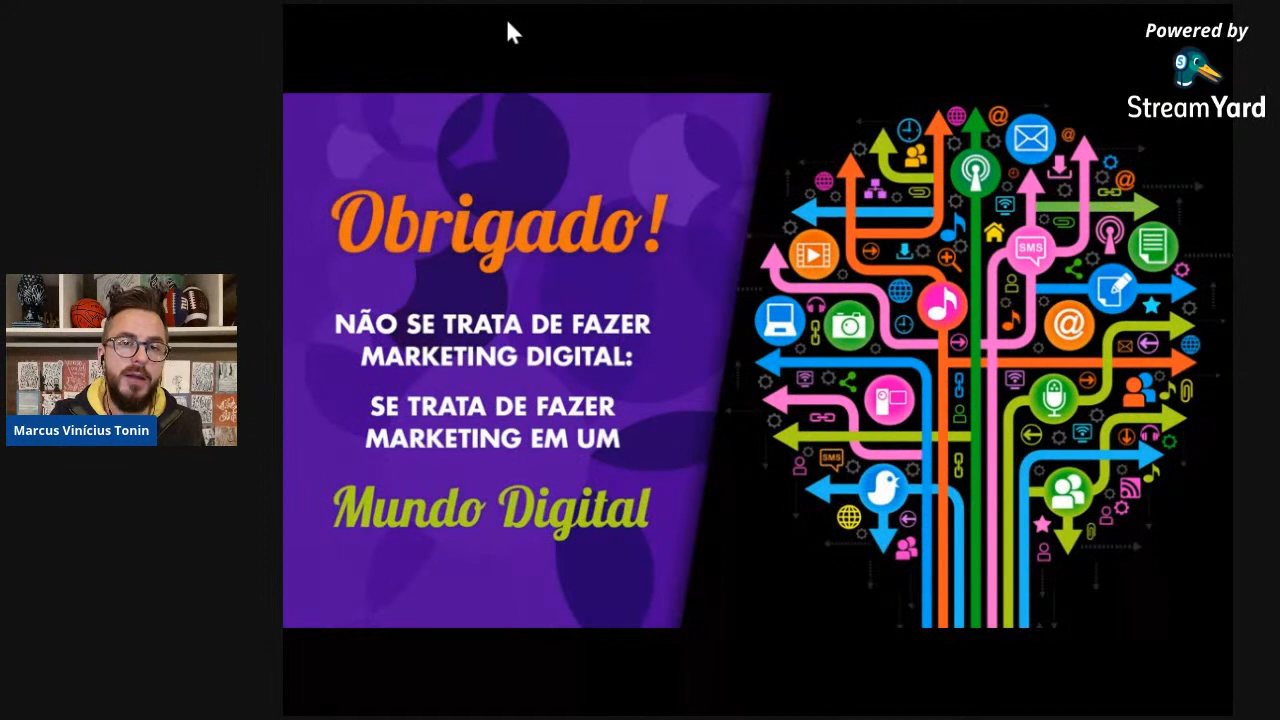 Powered by
StreamYard
Obrigado!
NÃO SE TRATA DE FAZER
MARKETING DIGITAL:
SE TRATA DE FAZER
MARKETING EM UM
Mundo Digital
SMS
@
SMS
Marcus Vinícius Tonin